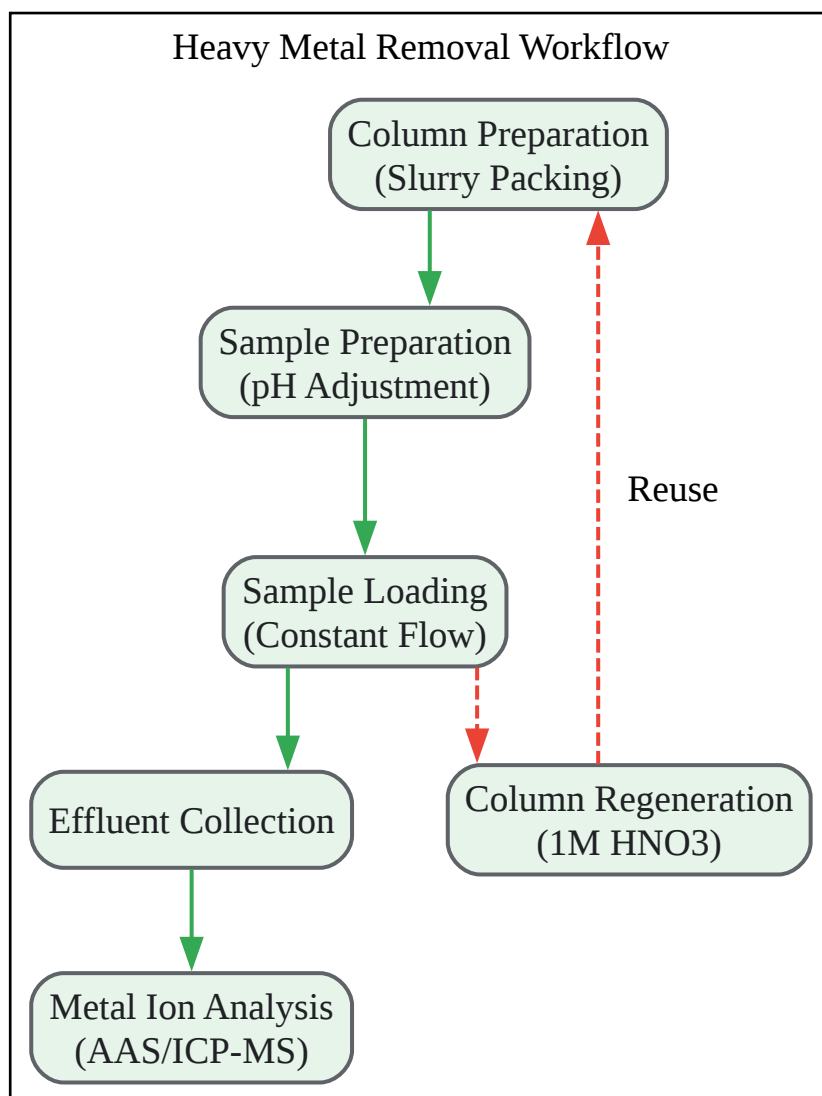 Heavy Metal Removal Workflow
Column Preparation
(Slurry Packing)
Sample Preparation
(pH Adjustment)
Reuse
Sample Loading
(Constant Flow)
Effluent Collection
Column Regeneration
(1M HNO3)
Metal Ion Analysis
(AAS/ICP-MS)